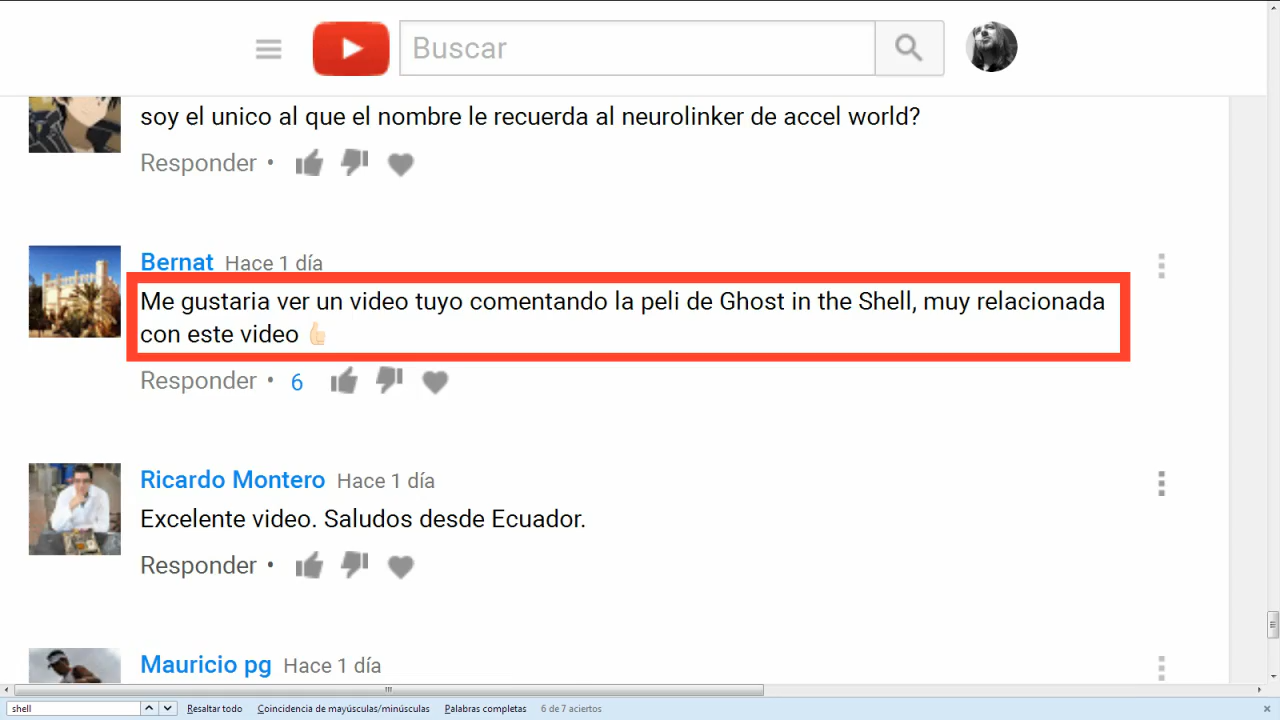 Buscar
soy el unico al que el nombre le recuerda al neurolinker de accel world?
Responder •
Bernat Hace 1 día
Me gustaria ver un video tuyo comentando la peli de Ghost in the Shell, muy relacionada
con este video 👍🏻
Responder • 6
Ricardo Montero Hace 1 día
Excelente video. Saludos desde Ecuador.
Responder •
Mauricio pg Hace 1 día
shell Resaltar todo Coincidencia de mayúsculas/minúsculas Palabras completas 6 de 7 aciertos